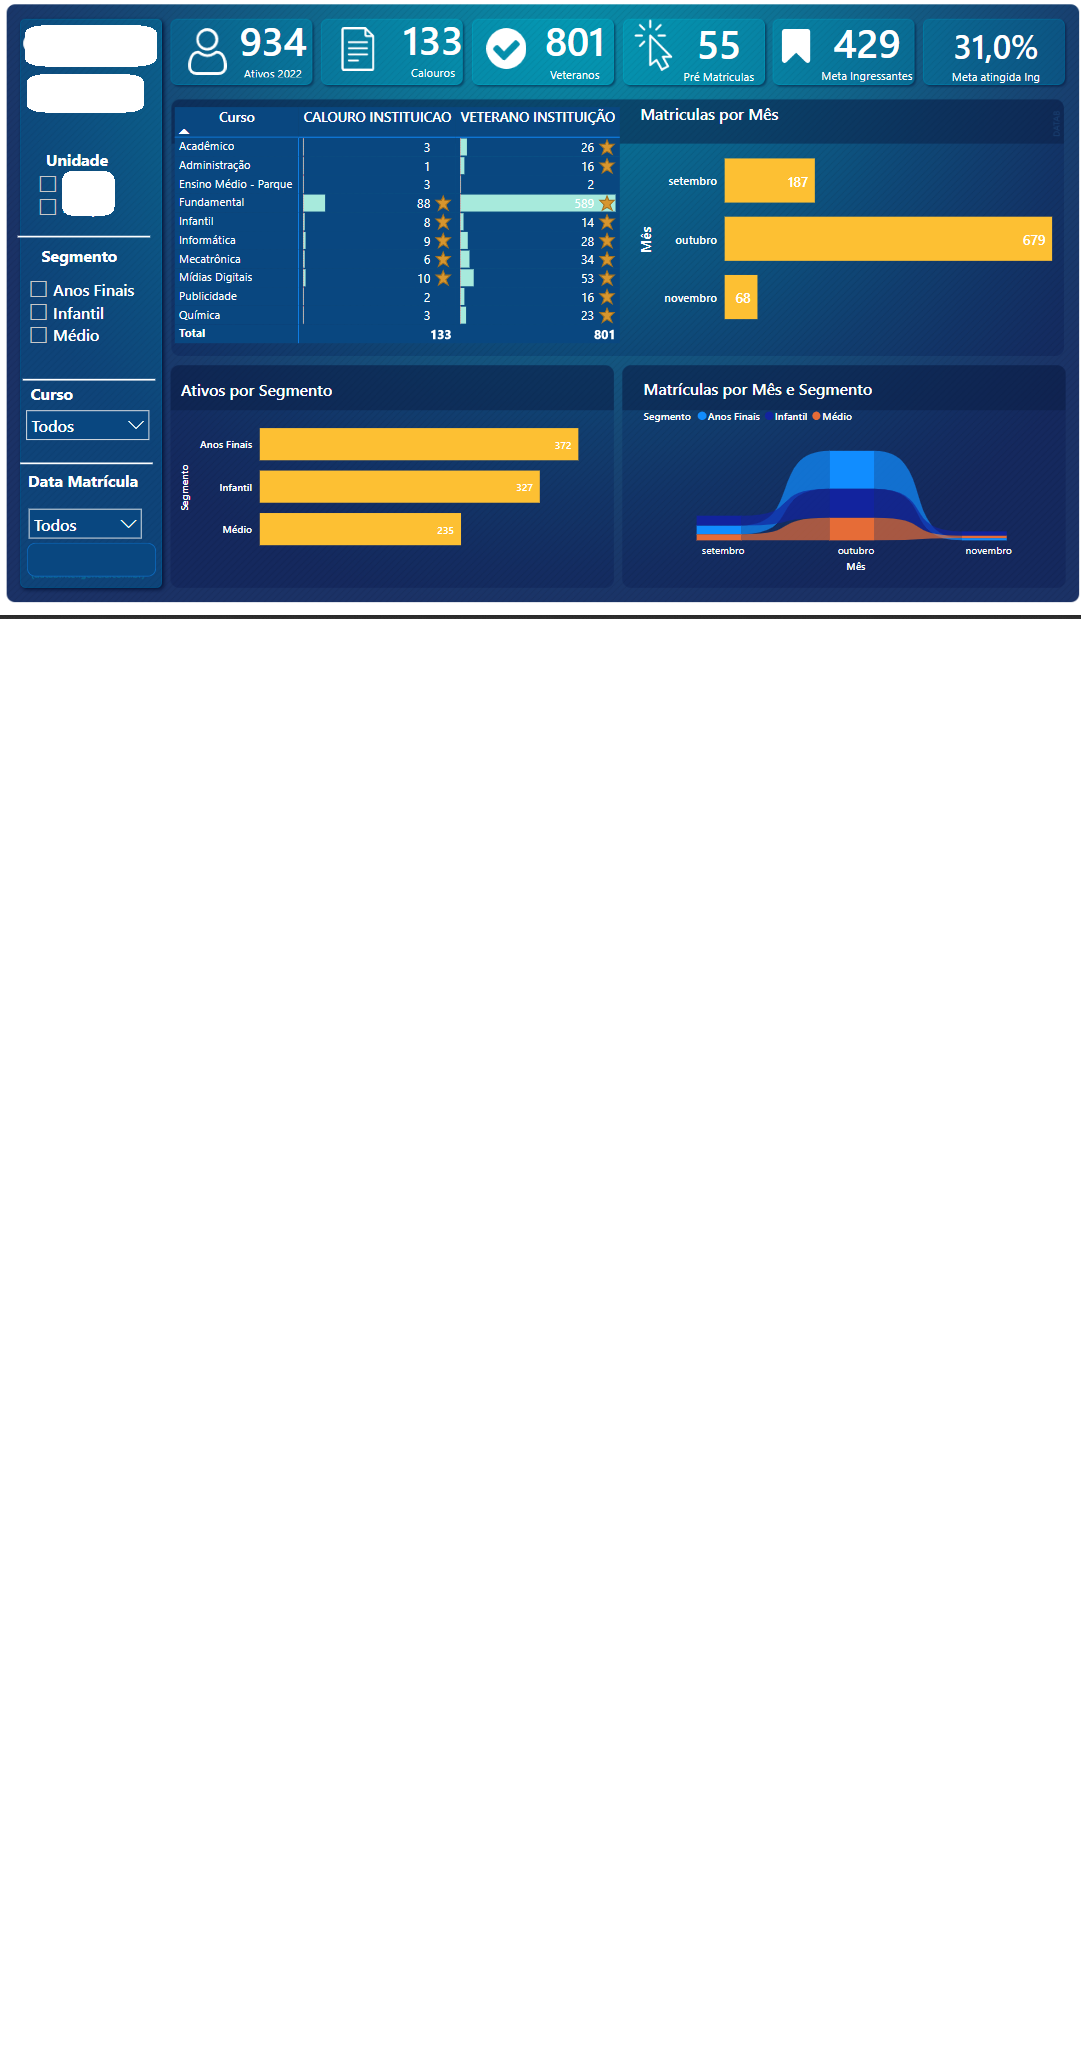 934
Ativos 2022
133
Calouros
801
Veteranos
55
Pré Matriculas
429
Meta Ingressantes
31,0%
Meta atingida Ing
Unidade
Segmento
Anos Finais
Infantil
Médio
Curso
Todos
Data Matrícula
Todos
Curso CALOURO INSTITUICAO VETERANO INSTITUIÇÃO
Acadêmico 3 26
Administração 1 16
Ensino Médio - Parque 3 2
Fundamental 88 589
Infantil 8 14
Informática 9 28
Mecatrônica 6 34
Mídias Digitais 10 53
Publicidade 2 16
Química 3 23
Total 133 801
Matriculas por Mês
Mês
setembro 187
outubro 679
novembro 68
Ativos por Segmento
Segmento
Anos Finais 372
Infantil 327
Médio 235
Matrículas por Mês e Segmento
Segmento Anos Finais Infantil Médio
setembro outubro novembro
Mês